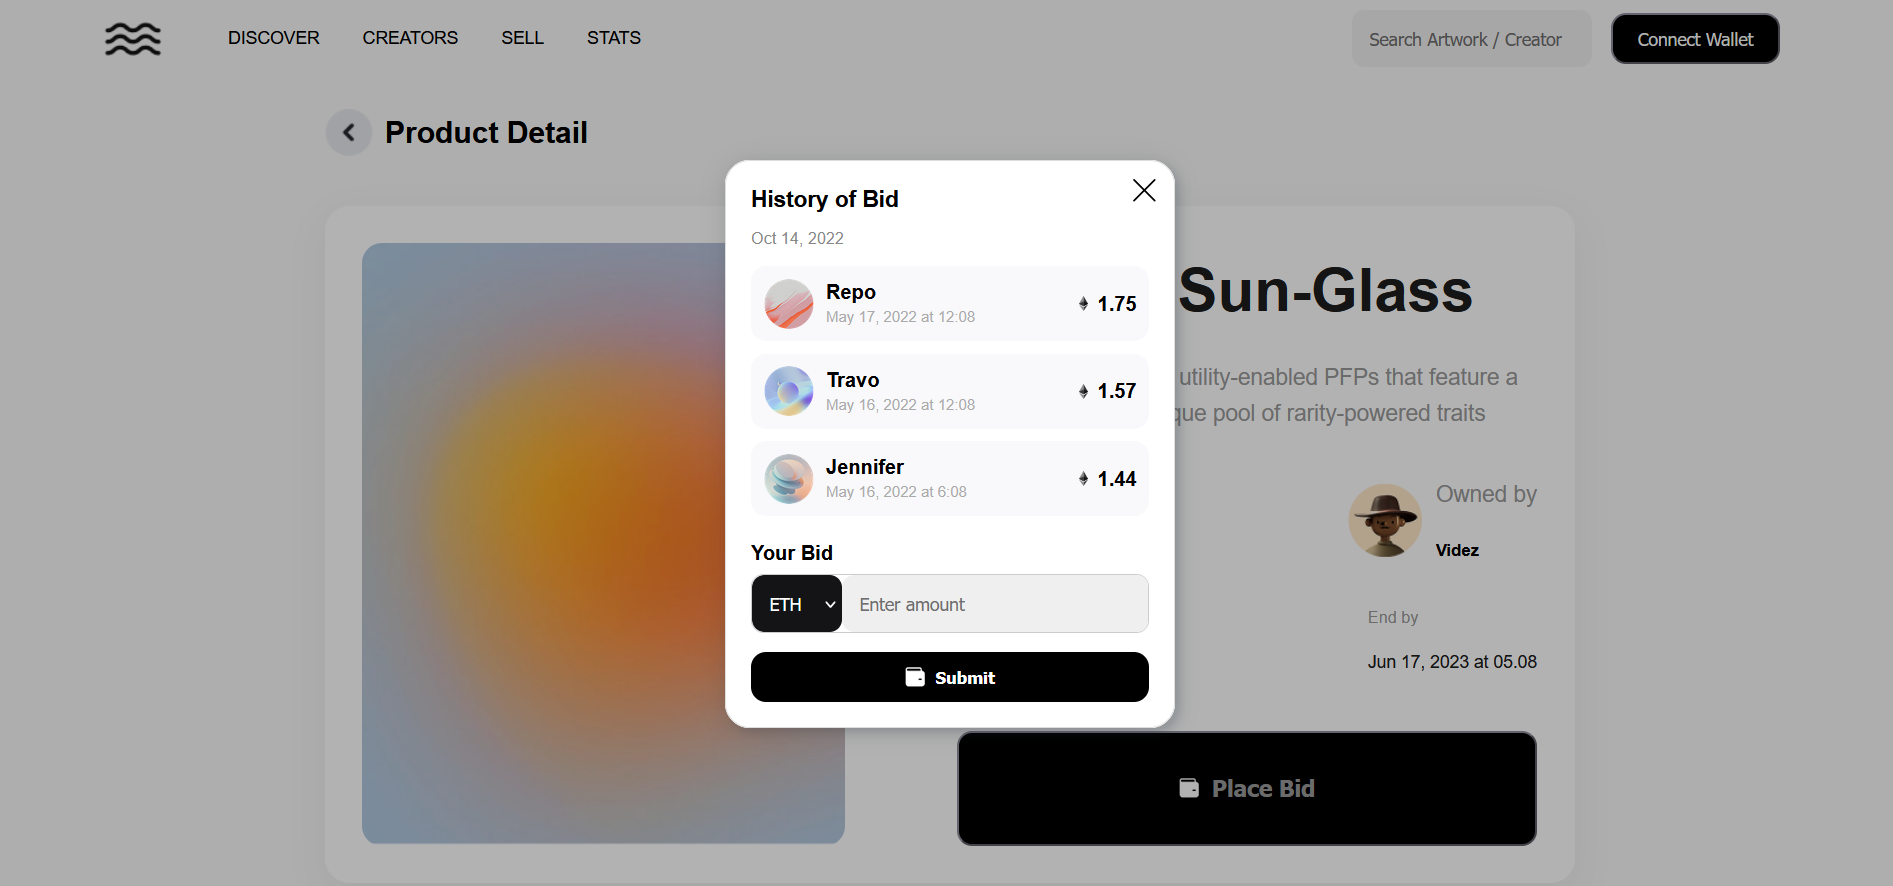 DISCOVER CREATORS SELL STATS Search Artwork / Creator Connect Wallet
Product Detail
History of Bid
Oct 14, 2022
Repo
May 17, 2022 at 12:08
1.75
Travo
May 16, 2022 at 12:08
1.57
Jennifer
May 16, 2022 at 6:08
1.44
Your Bid
ETH Enter amount
Submit
Sun-Glass
utility-enabled PFPs that feature a
que pool of rarity-powered traits
Owned by
Videz
End by
Jun 17, 2023 at 05.08
Place Bid